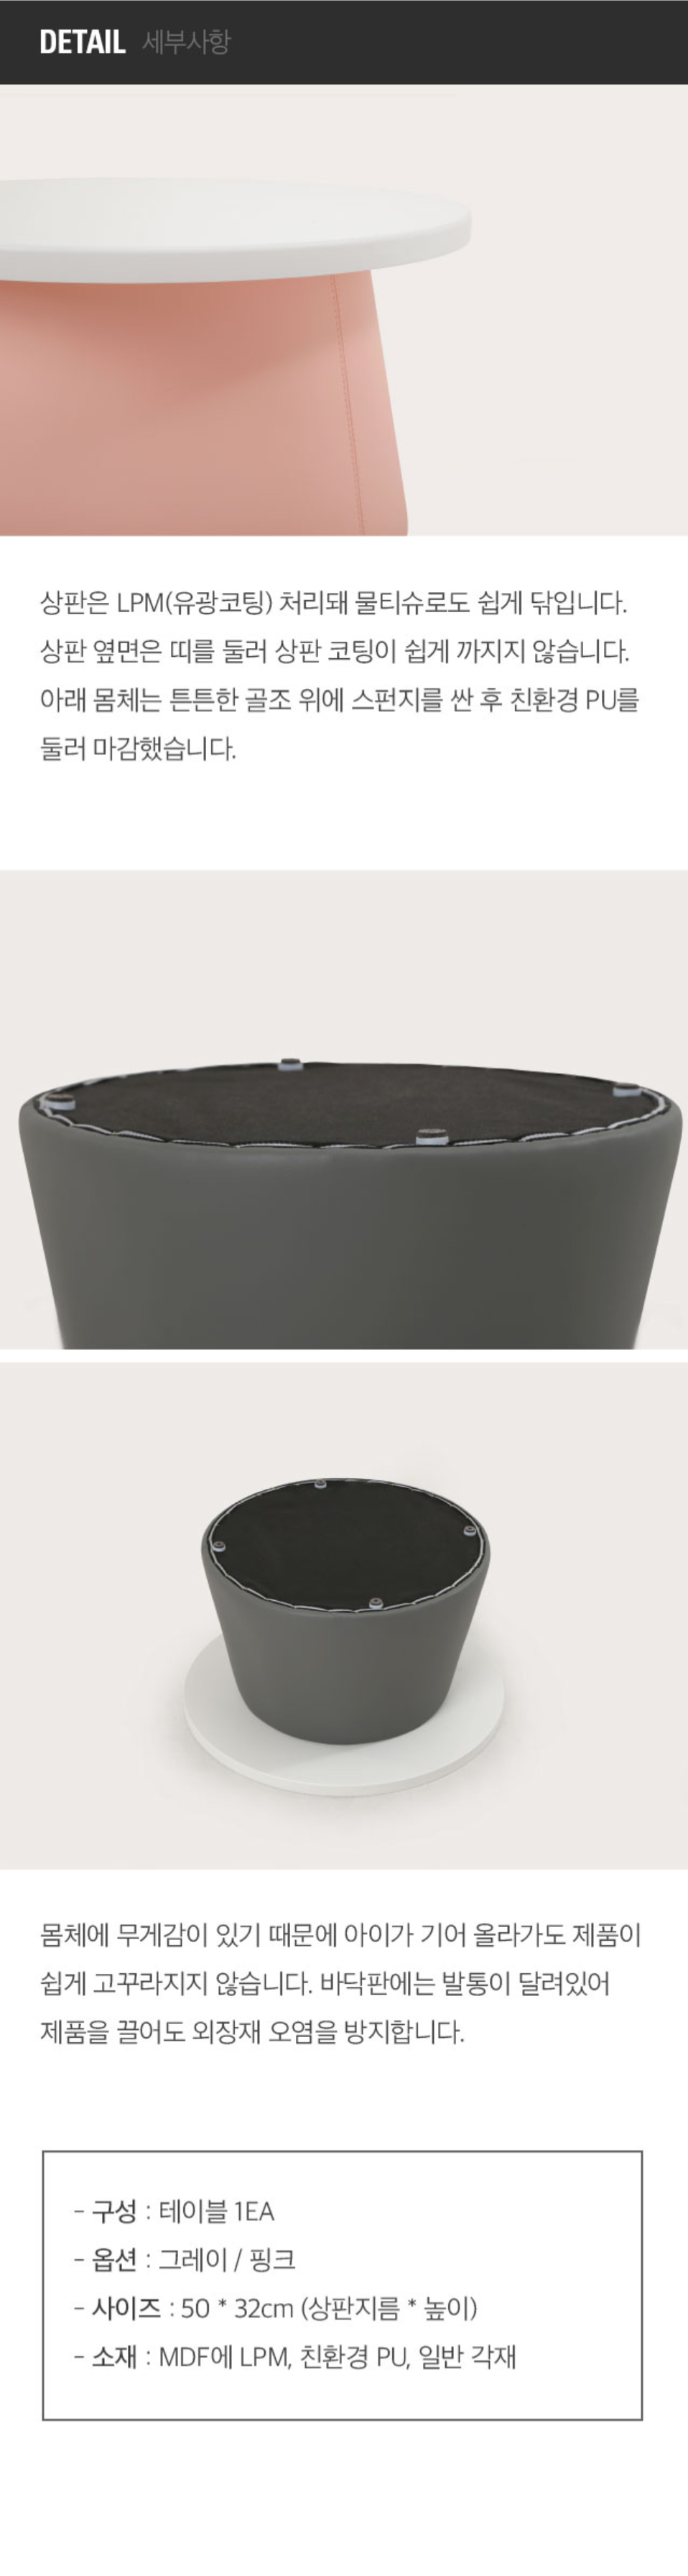 DETAIL 세부사항
상판은 LPM(유광코팅) 처리돼 물티슈로도 쉽게 닦입니다.
상판 옆면은 띠를 둘러 상판 코팅이 쉽게 까지지 않습니다.
아래 몸체는 튼튼한 골조 위에 스펀지를 싼 후 친환경 PU를
둘러 마감했습니다.
몸체에 무게감이 있기 때문에 아이가 기어 올라가도 제품이
쉽게 고꾸라지지 않습니다. 바닥판에는 발통이 달려있어
제품을 끌어도 외장재 오염을 방지합니다.
- 구성 : 테이블 1EA
- 옵션 : 그레이 / 핑크
- 사이즈 : 50 * 32cm (상판지름 * 높이)
- 소재 : MDF에 LPM, 친환경 PU, 일반 각재